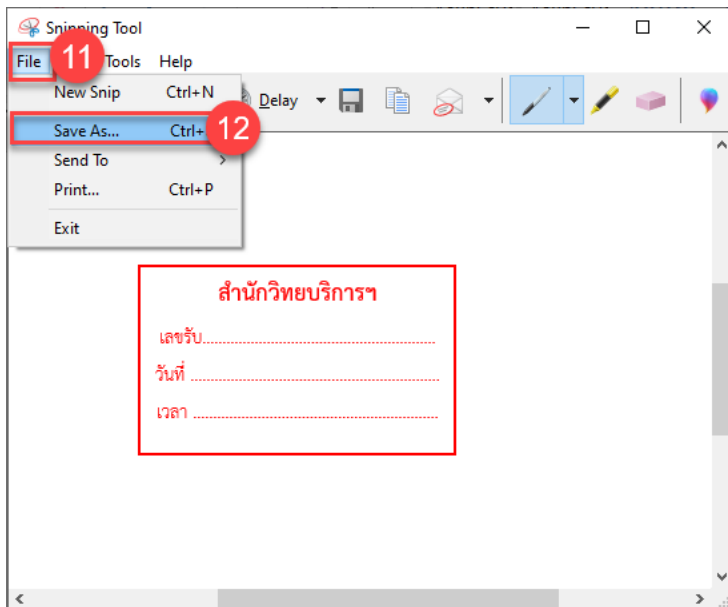 Snipping Tool
File 11 Tools Help
New Snip Ctrl+N Delay
Save As... Ctrl+ 12
Send To
Print... Ctrl+P
Exit
สำนักวิทยบริการฯ
เลขรับ..........................................................
วันที่ ..............................................................
เวลา .............................................................